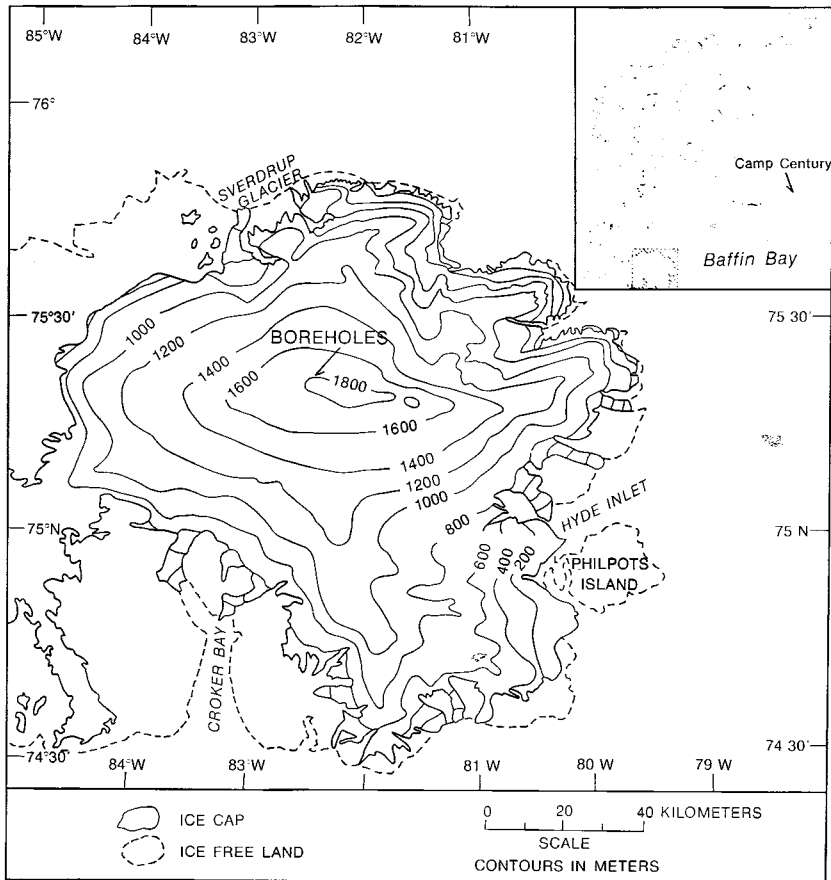 85°W 84°W 83°W 82°W 81°W
76°
Camp Century
SVERDRUP
GLACIER
Baffin Bay
75°30' 75 30'
1000
BOREHOLES
1200
1400
1800
1600
1600
1400
1200
1000
800
HYDE INLET
75°N 75 N
600
400
200
PHILPOTS
ISLAND
CROKER BAY
74°30' 74 30'
84°W 83°W 82°W 81°W 80°W 79°W
ICE CAP
ICE FREE LAND
0 20 40 KILOMETERS
SCALE
CONTOURS IN METERS